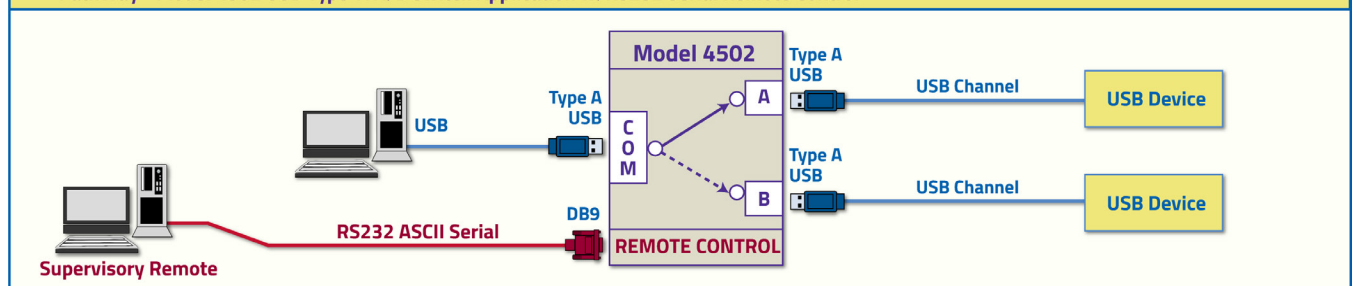 Model 4502
Type A
USB
A
USB Channel
USB Device
Type A
USB
USB
C
O
M
Type A
USB
B
USB Channel
USB Device
DB9
RS232 ASCII Serial
REMOTE CONTROL
Supervisory Remote